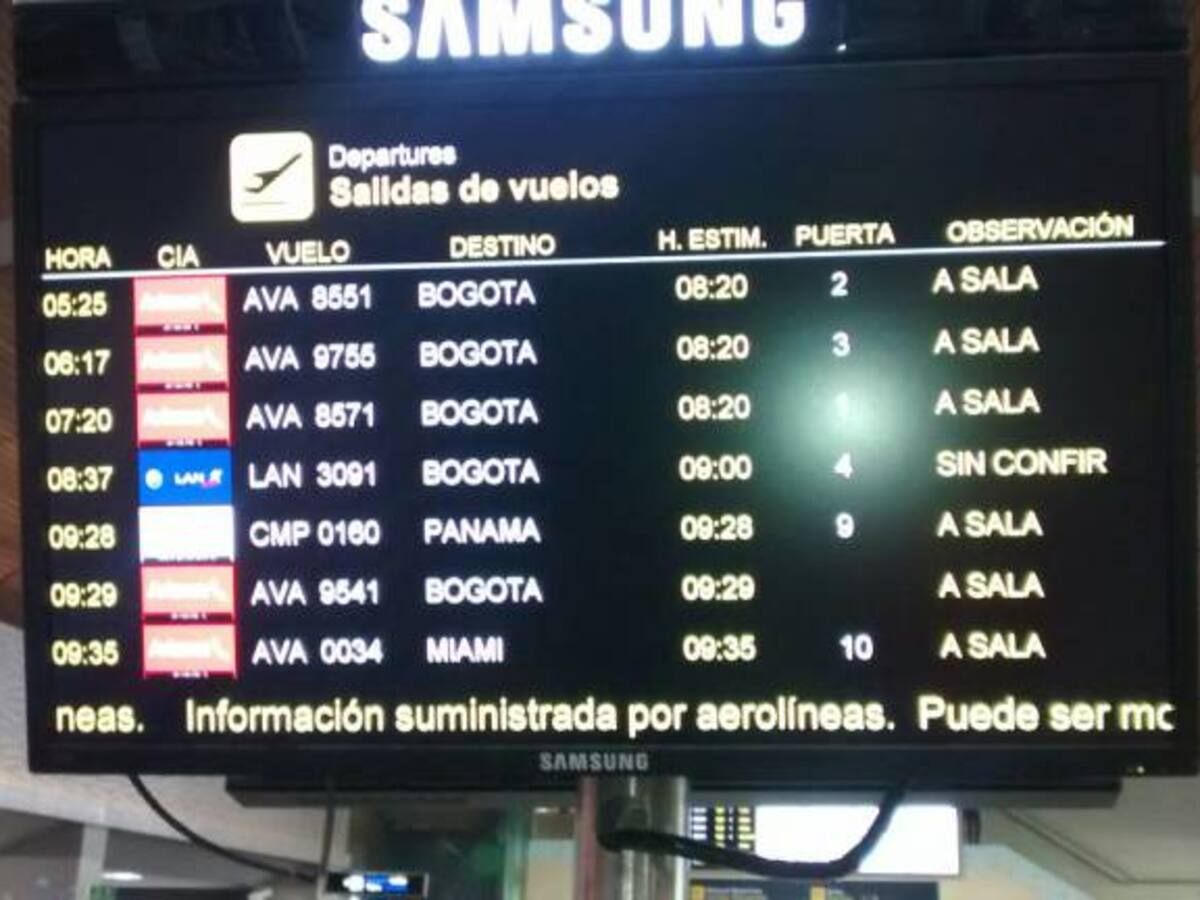 SAMSUNG
Departures
Salidas de vuelos
HORA CIA VUELO DESTINO H. ESTIM. PUERTA OBSERVACIÓN
05:25 AVA 8551 BOGOTA 08:20 2 A SALA
06:17 AVA 9755 BOGOTA 08:20 3 A SALA
07:20 AVA 8571 BOGOTA 08:20 1 A SALA
08:37 LAN LAN 3091 BOGOTA 09:00 4 SIN CONFIR
09:28 CMP 0160 PANAMA 09:28 9 A SALA
09:29 AVA 9541 BOGOTA 09:29 A SALA
09:35 AVA 0034 MIAMI 09:35 10 A SALA
neas. Información suministrada por aerolíneas. Puede ser mo
SAMSUNG